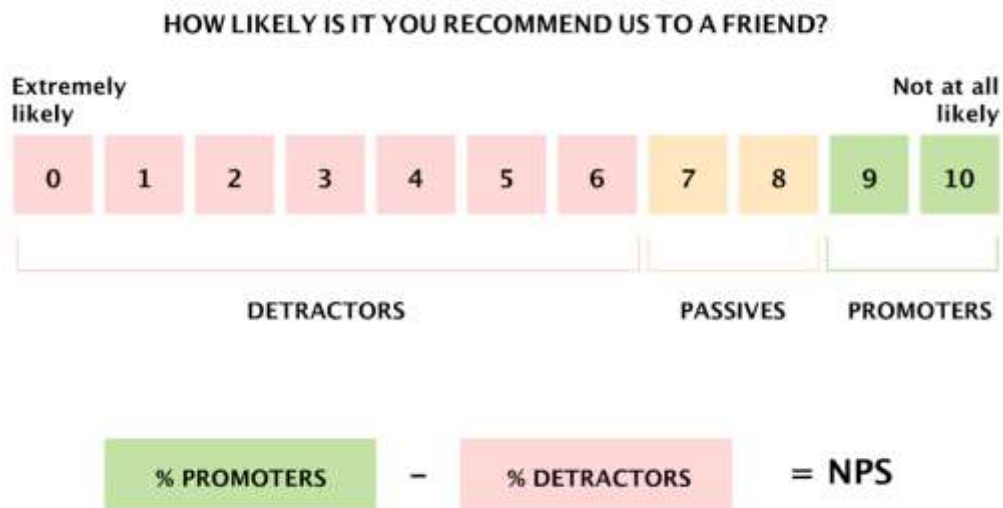 HOW LIKELY IS IT YOU RECOMMEND US TO A FRIEND?
Extremely
likely
Not at all
likely
0 1 2 3 4 5 6 7 8 9 10
DETRACTORS PASSIVES PROMOTERS
% PROMOTERS – % DETRACTORS = NPS